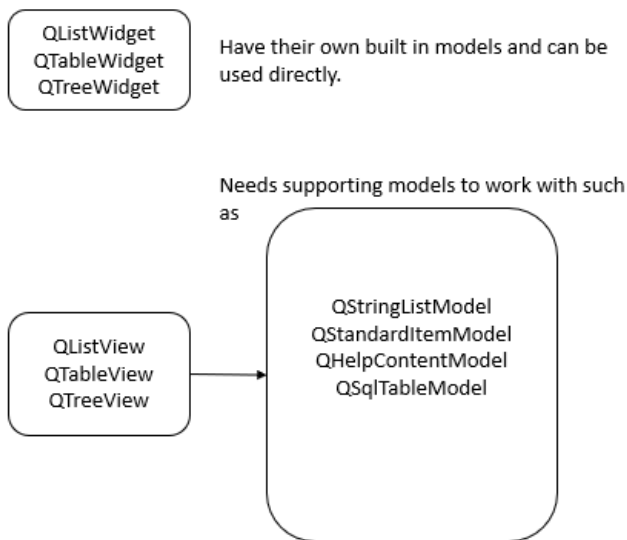 QListWidget
QTableWidget
QTreeWidget
Have their own built in models and can be
used directly.
Needs supporting models to work with such
as
QStringListModel
QStandardItemModel
QHelpContentModel
QSqlTableModel
QListView
QTableView
QTreeView